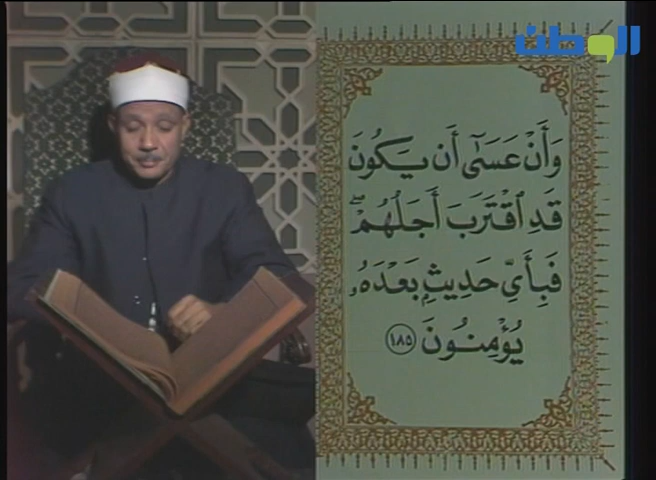 الوطن
وَأَنْ عَسَىٰٓ أَن يَكُونَ
قَدِ ٱقْتَرَبَ أَجَلُهُمْ ۖ
فَبِأَيِّ حَدِيثٍۭ بَعْدَهُۥ
يُؤْمِنُونَ ١٨٥